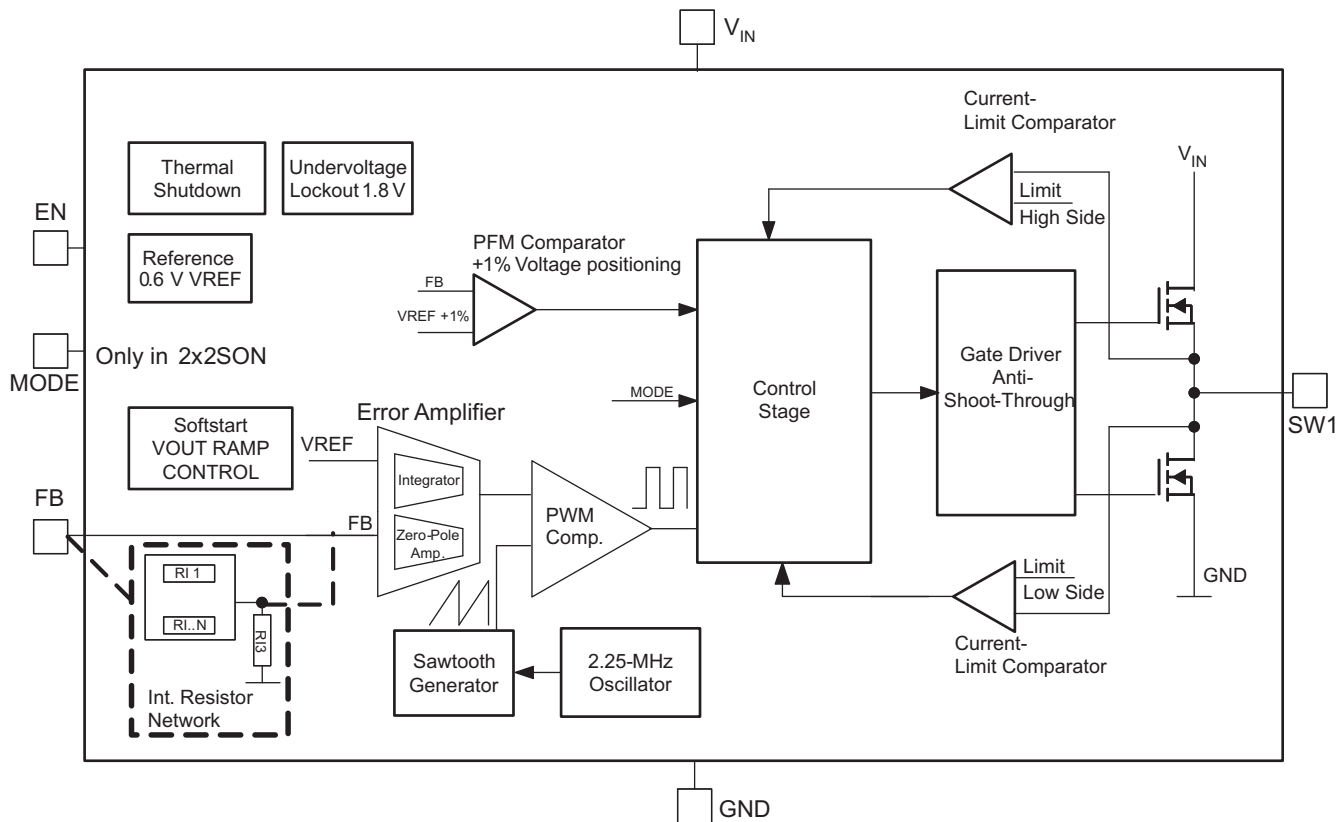 VIN
Current-
Limit Comparator
VIN
Thermal
Shutdown
Undervoltage
Lockout 1.8 V
Limit
High Side
EN
Reference
0.6 V VREF
PFM Comparator
+1% Voltage positioning
FB
VREF +1%
MODE
Only in 2x2SON
Control
Stage
Gate Driver
Anti-
Shoot-Through
MODE
SW1
Softstart
VOUT RAMP
CONTROL
Error Amplifier
VREF
Integrator
FB
FB
Zero-Pole
Amp.
PWM
Comp.
Limit
Low Side
GND
RI 1
RI..N
RI3
Int. Resistor
Network
Sawtooth
Generator
2.25-MHz
Oscillator
Current-
Limit Comparator
GND